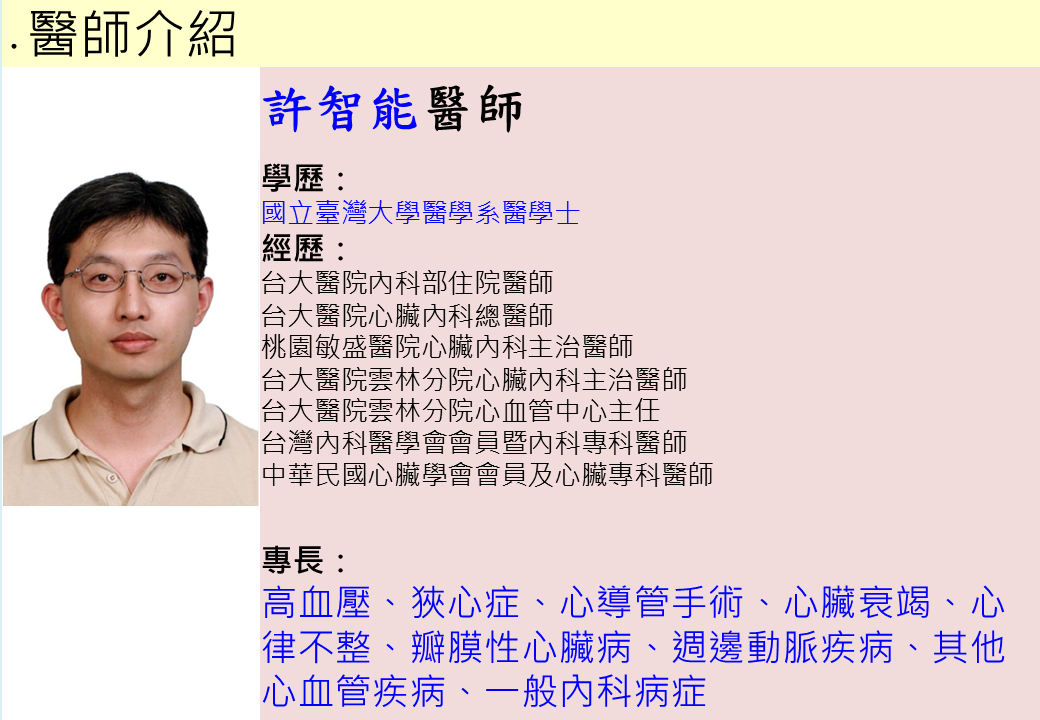 .醫師介紹
許智能醫師
學歷：
國立臺灣大學醫學系醫學士
經歷：
台大醫院內科部住院醫師
台大醫院心臟內科總醫師
桃園敏盛醫院心臟內科主治醫師
台大醫院雲林分院心臟內科主治醫師
台大醫院雲林分院心血管中心主任
台灣內科醫學會會員暨內科專科醫師
中華民國心臟學會會員及心臟專科醫師
專長：
高血壓、狹心症、心導管手術、心臟衰竭、心
律不整、瓣膜性心臟病、週邊動脈疾病、其他
心血管疾病、一般內科病症